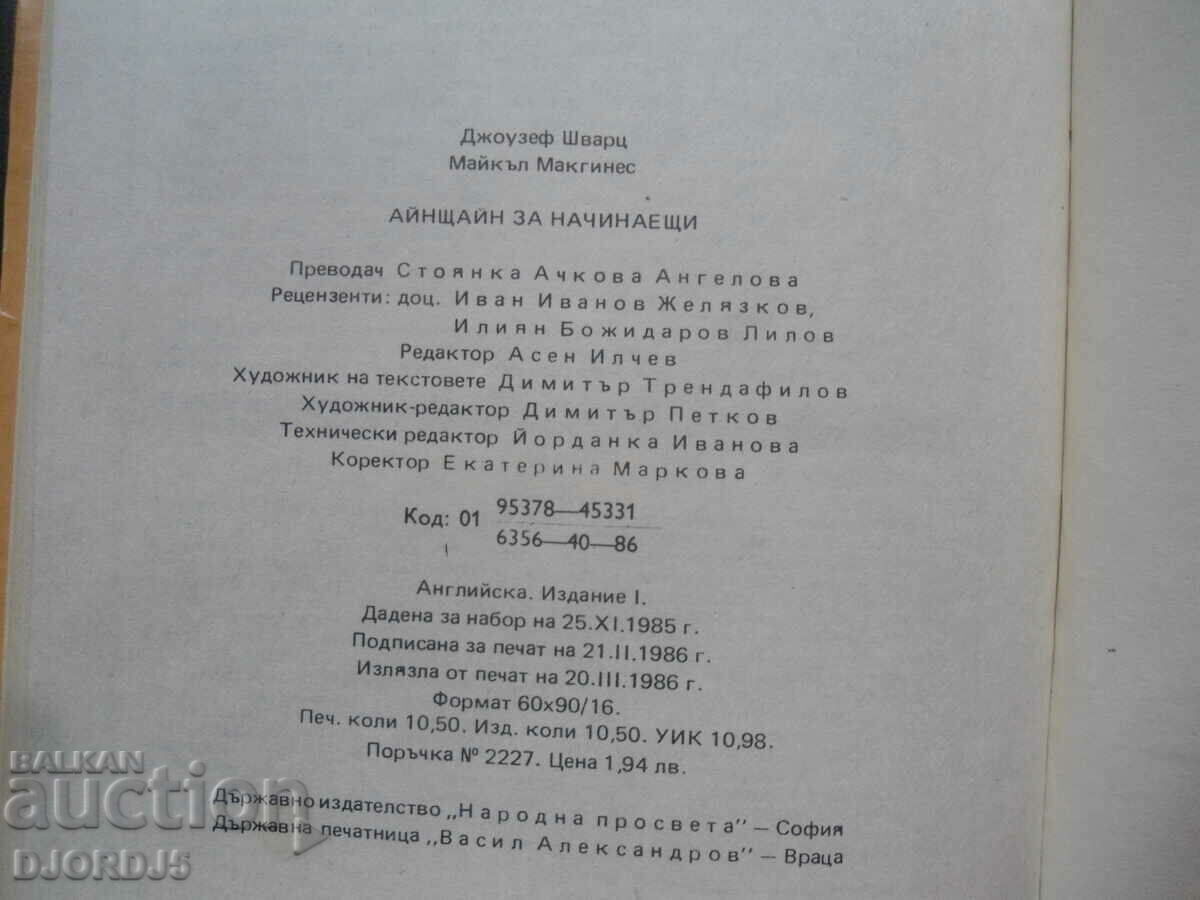 Джоузеф Шварц
Майкъл Макгинес
АЙНЩАЙН ЗА НАЧИНАЕЩИ
Преводач Стоянка Ачкова Ангелова
Рецензенти: доц. Иван Иванов Желязков,
Илиян Божидаров Лилов
Редактор Асен Илчев
Художник на текстовете Димитър Трендафилов
Художник-редактор Димитър Петков
Технически редактор Йорданка Иванова
Коректор Екатерина Маркова
Код: 01 95378—45331
6356—40—86
Английска. Издание I.
Дадена за набор на 25.XI.1985 г.
Подписана за печат на 21.II.1986 г.
Излязла от печат на 20.III.1986 г.
Формат 60x90/16.
Печ. коли 10,50. Изд. коли 10,50. УИК 10,98.
Поръчка № 2227. Цена 1,94 лв.
Държавно издателство „Народна просвета" — София
Държавна печатница „Васил Александров" — Враца
BALKAN
auction
DJORDJ5